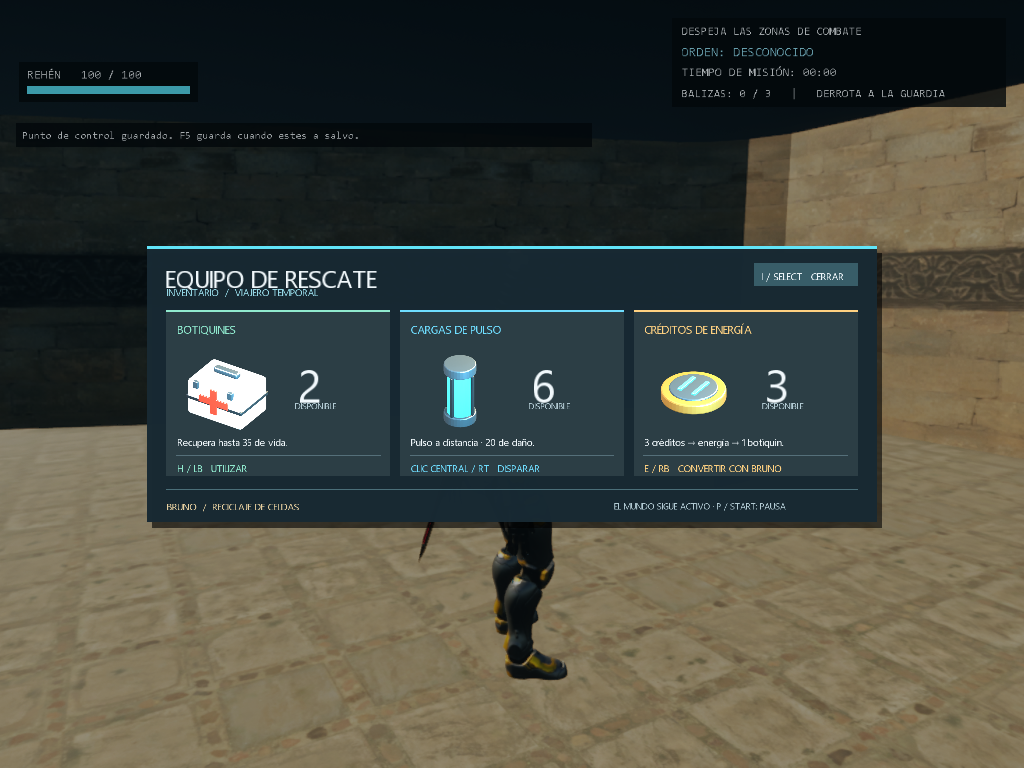 DESPEJA LAS ZONAS DE COMBATE
ORDEN: DESCONOCIDO
TIEMPO DE MISIÓN: 00:00
BALIZAS: 0 / 3 | DERROTA A LA GUARDIA
REHÉN 100 / 100
Punto de control guardado. F5 guarda cuando estes a salvo.
EQUIPO DE RESCATE
INVENTARIO / VIAJERO TEMPORAL
I / SELECT CERRAR
BOTIQUINES
2
DISPONIBLE
Recupera hasta 35 de vida.
H / LB UTILIZAR
CARGAS DE PULSO
6
DISPONIBLE
Pulso a distancia · 20 de daño.
CLIC CENTRAL / RT DISPARAR
CRÉDITOS DE ENERGÍA
3
DISPONIBLE
3 créditos → energía → 1 botiquín.
E / RB CONVERTIR CON BRUNO
BRUNO / RECICLAJE DE CELDAS
EL MUNDO SIGUE ACTIVO · P / START: PAUSA